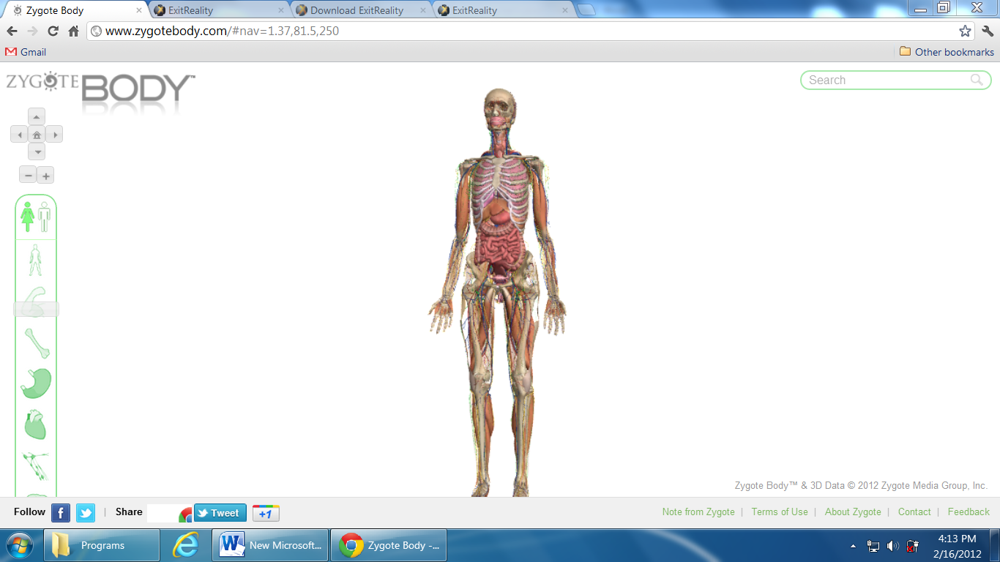 Zygote Body
ExitReality
Download ExitReality
ExitReality
www.zygotebody.com/#nav=1.37,81.5,250
Gmail
Other bookmarks
ZYGOTE BODY™
Search
Zygote Body™ & 3D Data © 2012 Zygote Media Group, Inc.
Follow | Share Tweet +1
Note from Zygote | Terms of Use | About Zygote | Contact | Feedback
Programs
New Microsoft...
Zygote Body -...
4:13 PM
2/16/2012